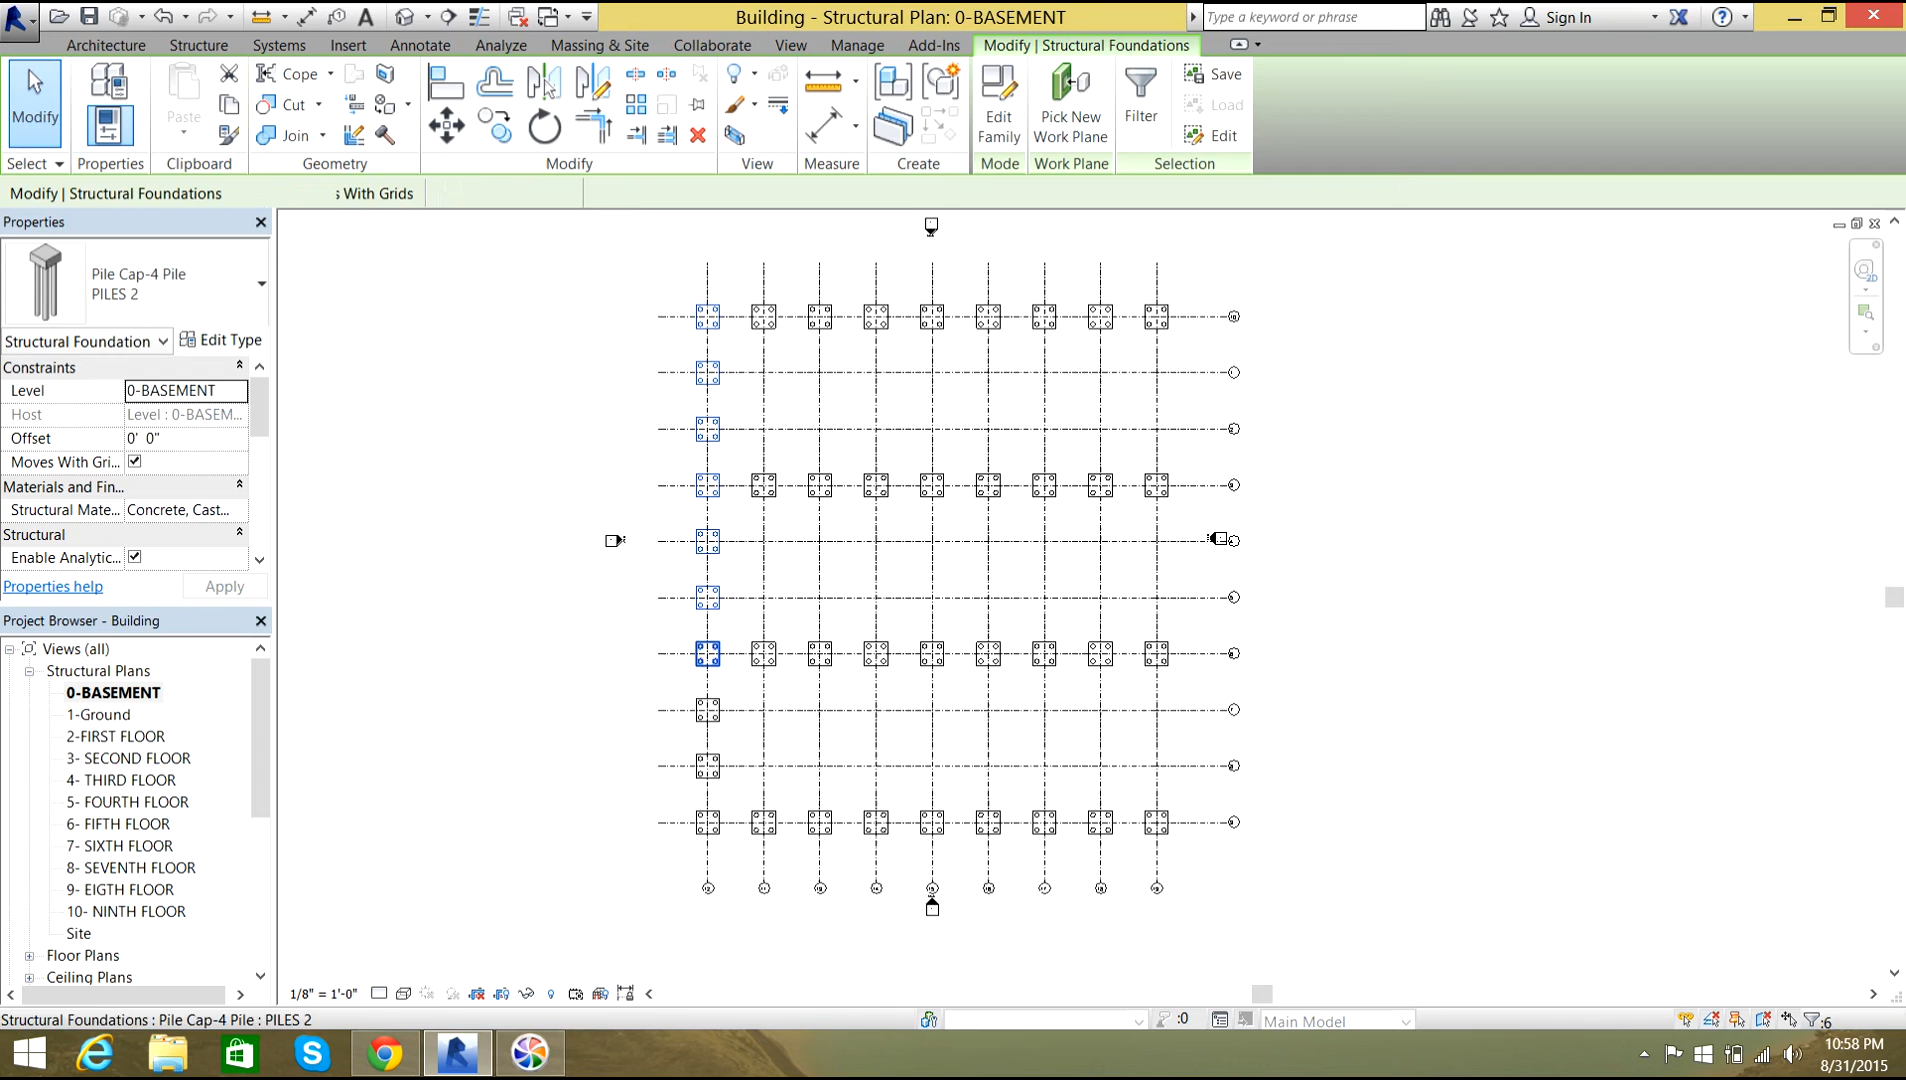 Building - Structural Plan: 0-BASEMENT
Type a keyword or phrase
Sign In
Architecture
Structure
Systems
Insert
Annotate
Analyze
Massing & Site
Collaborate
View
Manage
Add-Ins
Modify | Structural Foundations
Modify
Paste
Cope
Cut
Join
Edit Family
Pick New Work Plane
Filter
Save
Load
Edit
Select
Properties
Clipboard
Geometry
Modify
View
Measure
Create
Mode
Work Plane
Selection
Modify | Structural Foundations
s With Grids
Properties
Pile Cap-4 Pile
PILES 2
Structural Foundation
Edit Type
Constraints
Level 0-BASEMENT
Host Level : 0-BASEM...
Offset 0' 0"
Moves With Gri...
Materials and Fin...
Structural Mate... Concrete, Cast...
Structural
Enable Analytic...
Properties help
Apply
Project Browser - Building
Views (all)
Structural Plans
0-BASEMENT
1-Ground
2-FIRST FLOOR
3- SECOND FLOOR
4- THIRD FLOOR
5- FOURTH FLOOR
6- FIFTH FLOOR
7- SIXTH FLOOR
8- SEVENTH FLOOR
9- EIGTH FLOOR
10- NINTH FLOOR
Site
Floor Plans
Ceiling Plans
1/8" = 1'-0"
Structural Foundations : Pile Cap-4 Pile : PILES 2
:0
Main Model
:6
10:58 PM
8/31/2015